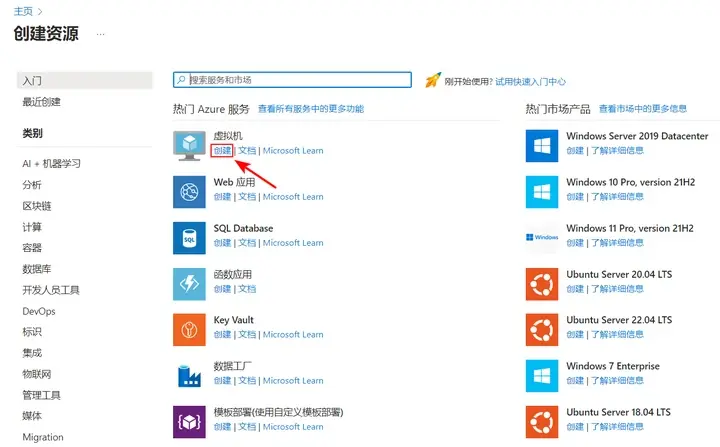 主页 >
创建资源 ...
入门
最近创建
类别
AI + 机器学习
分析
区块链
计算
容器
数据库
开发人员工具
DevOps
标识
集成
物联网
管理工具
媒体
Migration
搜索服务和市场
刚开始使用? 试用快速入门中心
热门 Azure 服务 查看所有服务中的更多功能
虚拟机
创建 | 文档 | Microsoft Learn
Web 应用
创建 | 文档 | Microsoft Learn
SQL
SQL Database
创建 | 文档 | Microsoft Learn
函数应用
创建 | 文档
Key Vault
创建 | 文档 | Microsoft Learn
数据工厂
创建 | 文档 | Microsoft Learn
模板部署(使用自定义模板部署)
创建 | 文档 | Microsoft Learn
热门市场产品 查看市场中的更多信息
Windows Server 2019 Datacenter
创建 | 了解详细信息
Windows 10 Pro, version 21H2
创建 | 了解详细信息
Windows
Windows 11 Pro, version 21H2
创建 | 了解详细信息
Ubuntu Server 20.04 LTS
创建 | 了解详细信息
Ubuntu Server 22.04 LTS
创建 | 了解详细信息
Windows 7 Enterprise
创建 | 了解详细信息
Ubuntu Server 18.04 LTS
创建 | 了解详细信息